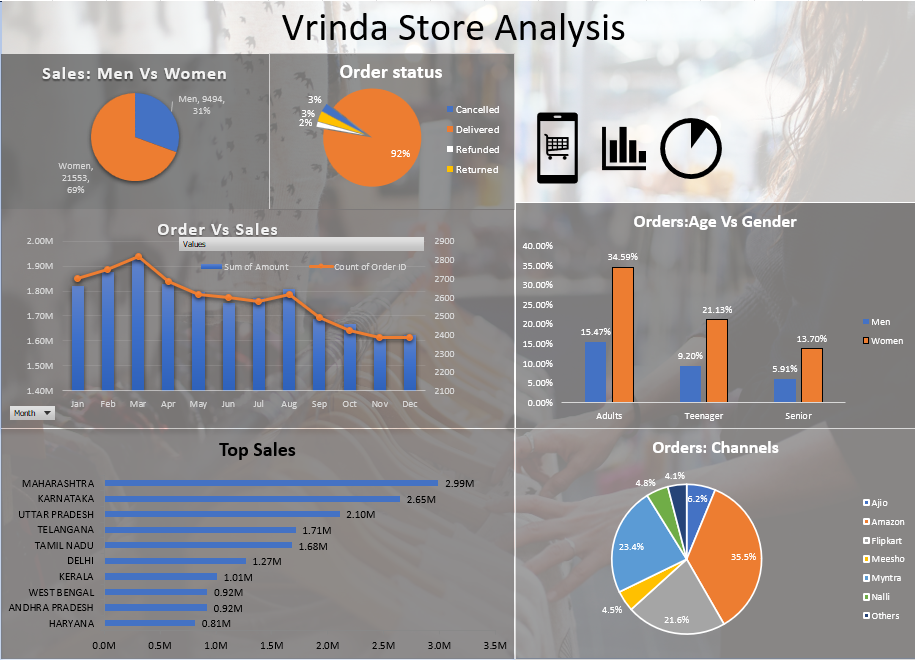 Vrinda Store Analysis
Sales: Men Vs Women
Men, 9494,
31%
Women,
21553,
69%
Order status
3%
3%
2%
92%
Cancelled
Delivered
Refunded
Returned
Order Vs Sales
Values
Sum of Amount
Count of Order ID
2.00M
1.90M
1.80M
1.70M
1.60M
1.50M
1.40M
2900
2800
2700
2600
2500
2400
2300
2200
2100
Jan Feb Mar Apr May Jun Jul Aug Sep Oct Nov Dec
Month
Orders:Age Vs Gender
40.00%
35.00%
30.00%
25.00%
20.00%
15.00%
10.00%
5.00%
0.00%
15.47%
34.59%
9.20%
21.13%
5.91%
13.70%
Adults Teenager Senior
Men
Women
Top Sales
MAHARASHTRA 2.99M
KARNATAKA 2.65M
UTTAR PRADESH 2.10M
TELANGANA 1.71M
TAMIL NADU 1.68M
DELHI 1.27M
KERALA 1.01M
WEST BENGAL 0.92M
ANDHRA PRADESH 0.92M
HARYANA 0.81M
0.0M 0.5M 1.0M 1.5M 2.0M 2.5M 3.0M 3.5M
Orders: Channels
4.1%
4.8%
6.2%
23.4%
35.5%
4.5%
21.6%
Ajio
Amazon
Flipkart
Meesho
Myntra
Nalli
Others